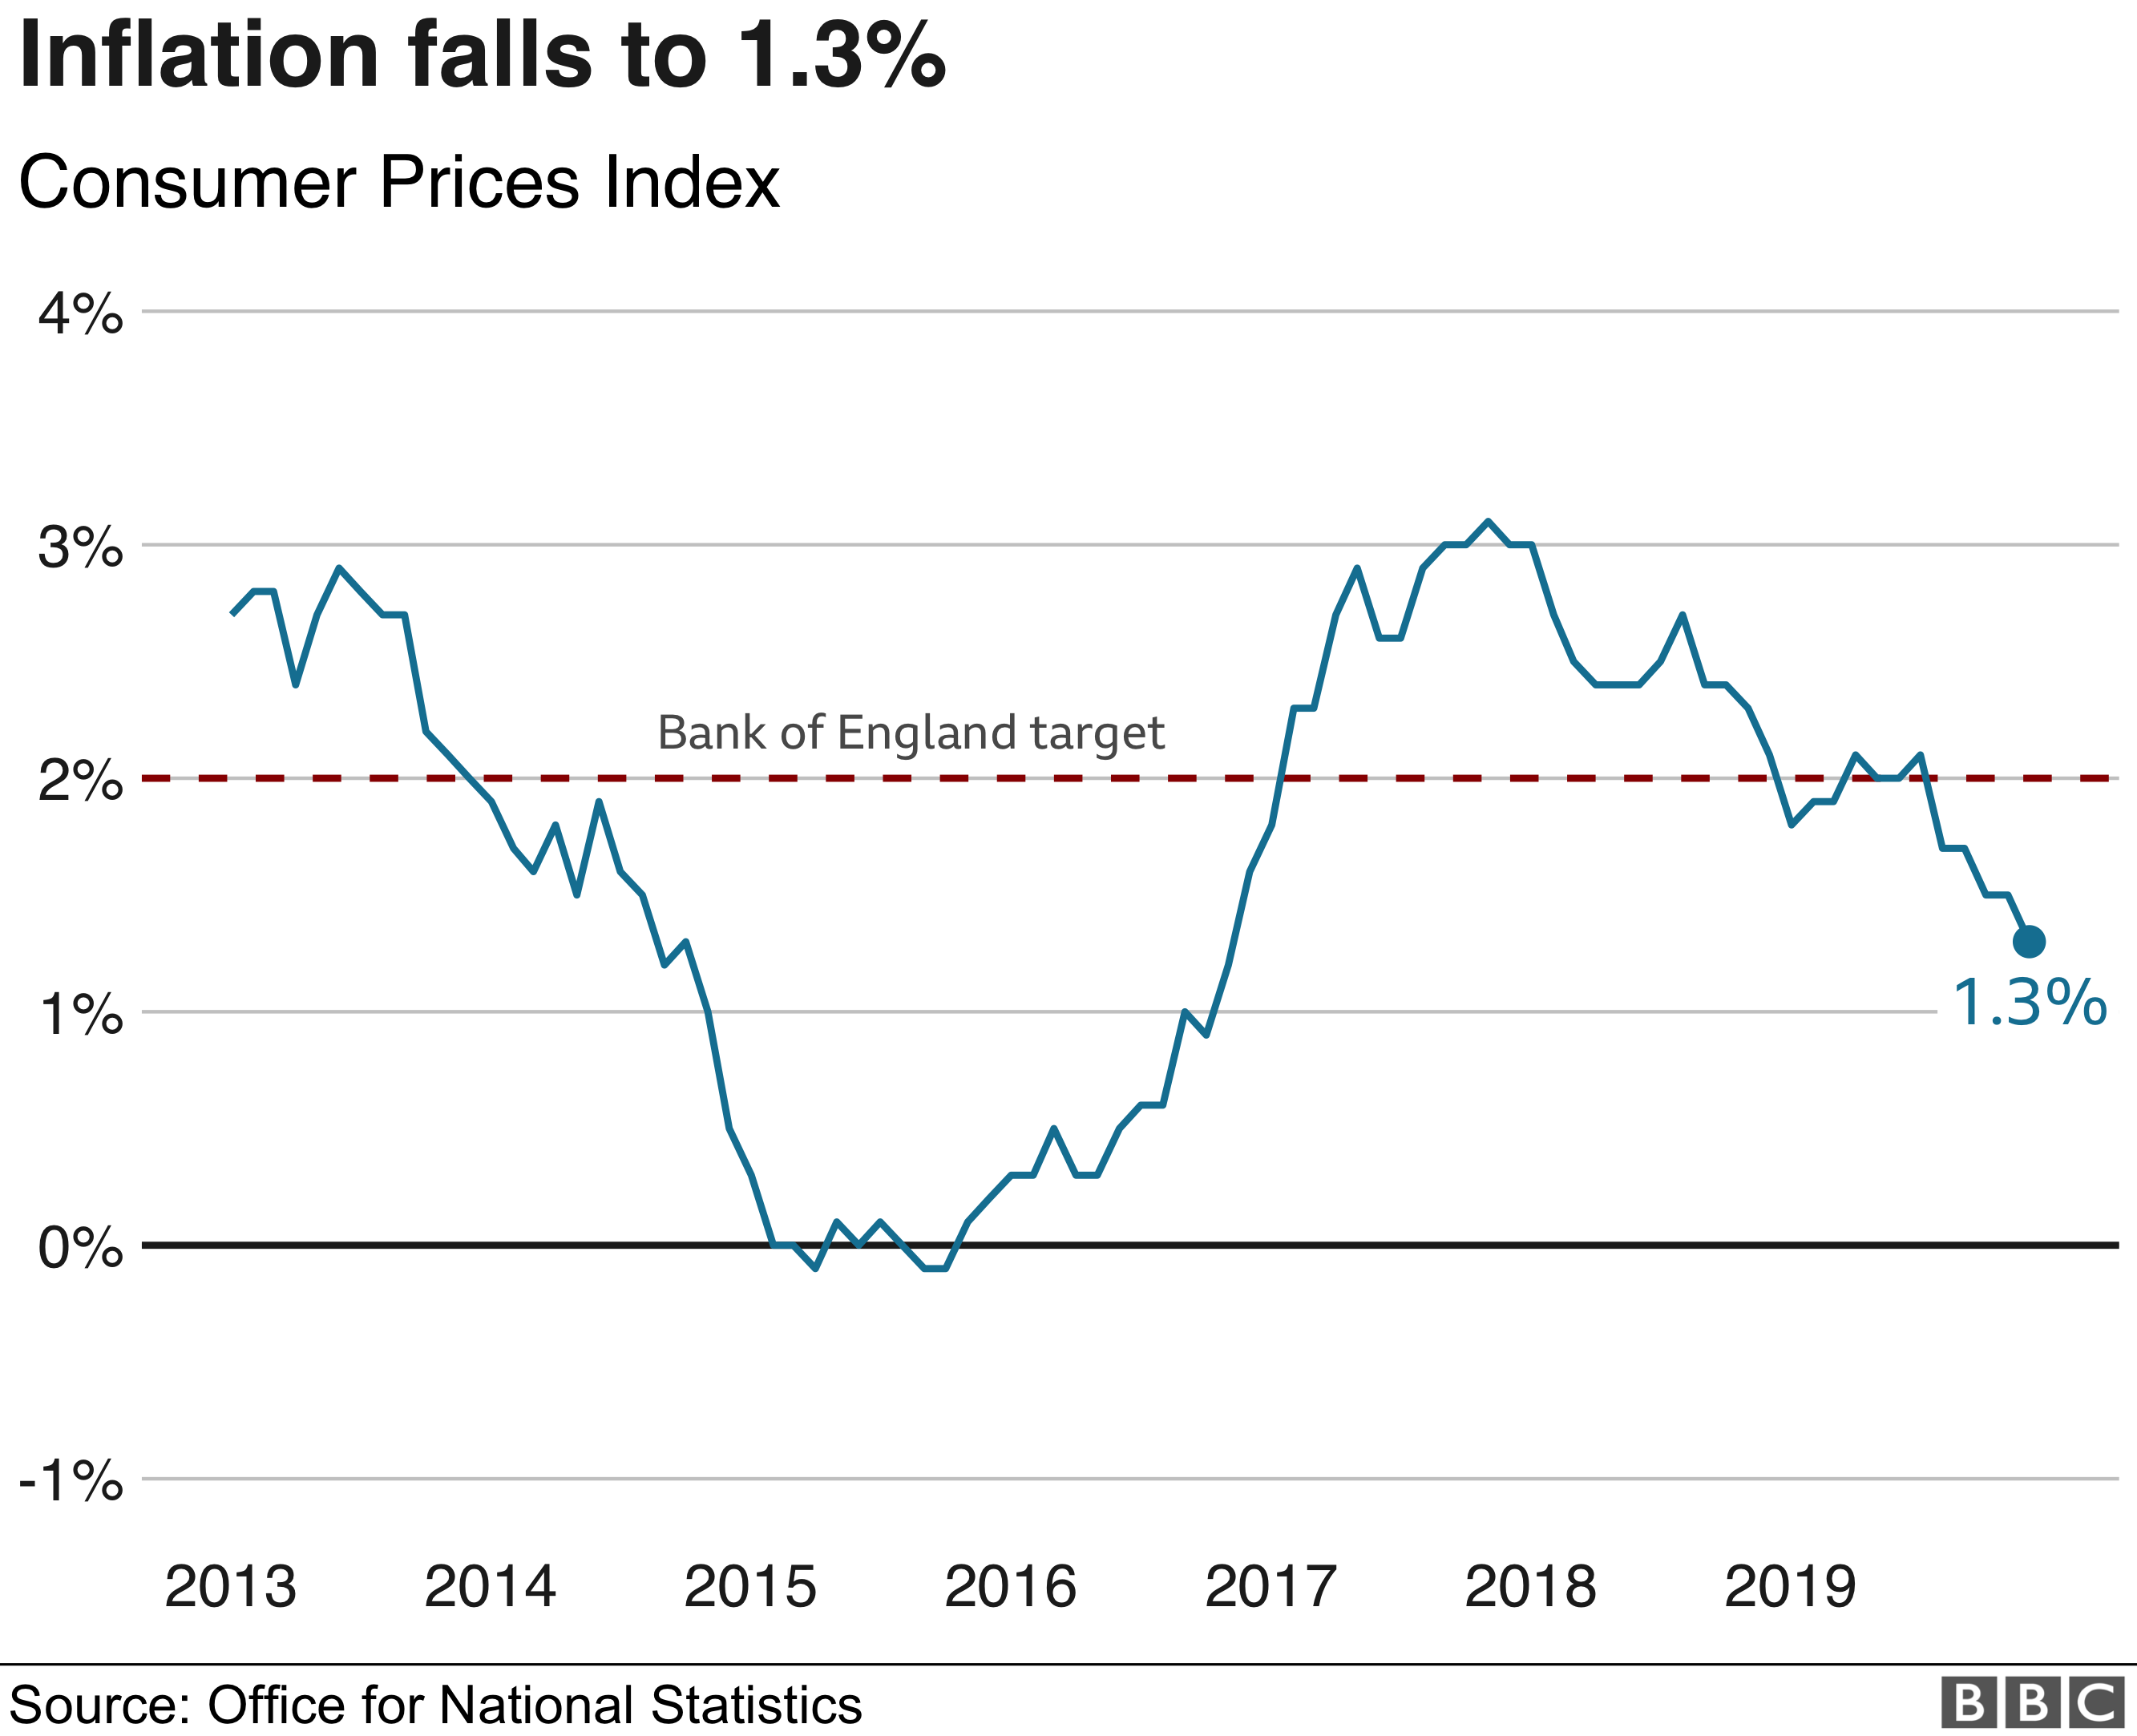 Inflation falls to 1.3%
Consumer Prices Index
4%
3%
Bank of England target
2%
1%
1.3%
0%
-1%
2013 2014 2015 2016 2017 2018 2019
Source: Office for National Statistics
BBC